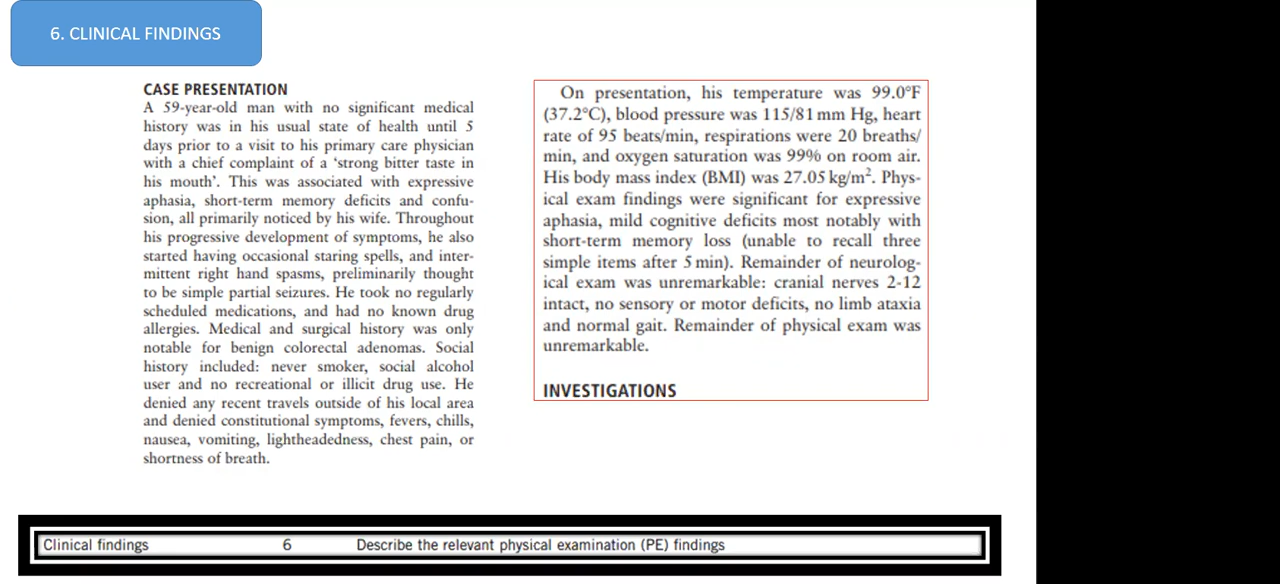 6. CLINICAL FINDINGS
CASE PRESENTATION
A 59-year-old man with no significant medical
history was in his usual state of health until 5
days prior to a visit to his primary care physician
with a chief complaint of a ‘strong bitter taste in
his mouth’. This was associated with expressive
aphasia, short-term memory deficits and confu-
sion, all primarily noticed by his wife. Throughout
his progressive development of symptoms, he also
started having occasional staring spells, and inter-
mittent right hand spasms, preliminarily thought
to be simple partial seizures. He took no regularly
scheduled medications, and had no known drug
allergies. Medical and surgical history was only
notable for benign colorectal adenomas. Social
history included: never smoker, social alcohol
user and no recreational or illicit drug use. He
denied any recent travels outside of his local area
and denied constitutional symptoms, fevers, chills,
nausea, vomiting, lightheadedness, chest pain, or
shortness of breath.
On presentation, his temperature was 99.0°F
(37.2°C), blood pressure was 115/81 mm Hg, heart
rate of 95 beats/min, respirations were 20 breaths/
min, and oxygen saturation was 99% on room air.
His body mass index (BMI) was 27.05 kg/m². Phys-
ical exam findings were significant for expressive
aphasia, mild cognitive deficits most notably with
short-term memory loss (unable to recall three
simple items after 5 min). Remainder of neurolog-
ical exam was unremarkable: cranial nerves 2-12
intact, no sensory or motor deficits, no limb ataxia
and normal gait. Remainder of physical exam was
unremarkable.
INVESTIGATIONS
Clinical findings 6 Describe the relevant physical examination (PE) findings